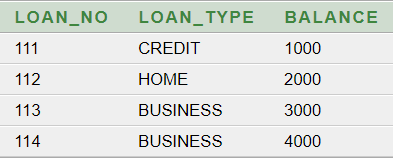 LOAN_NO LOAN_TYPE BALANCE
111 CREDIT 1000
112 HOME 2000
113 BUSINESS 3000
114 BUSINESS 4000